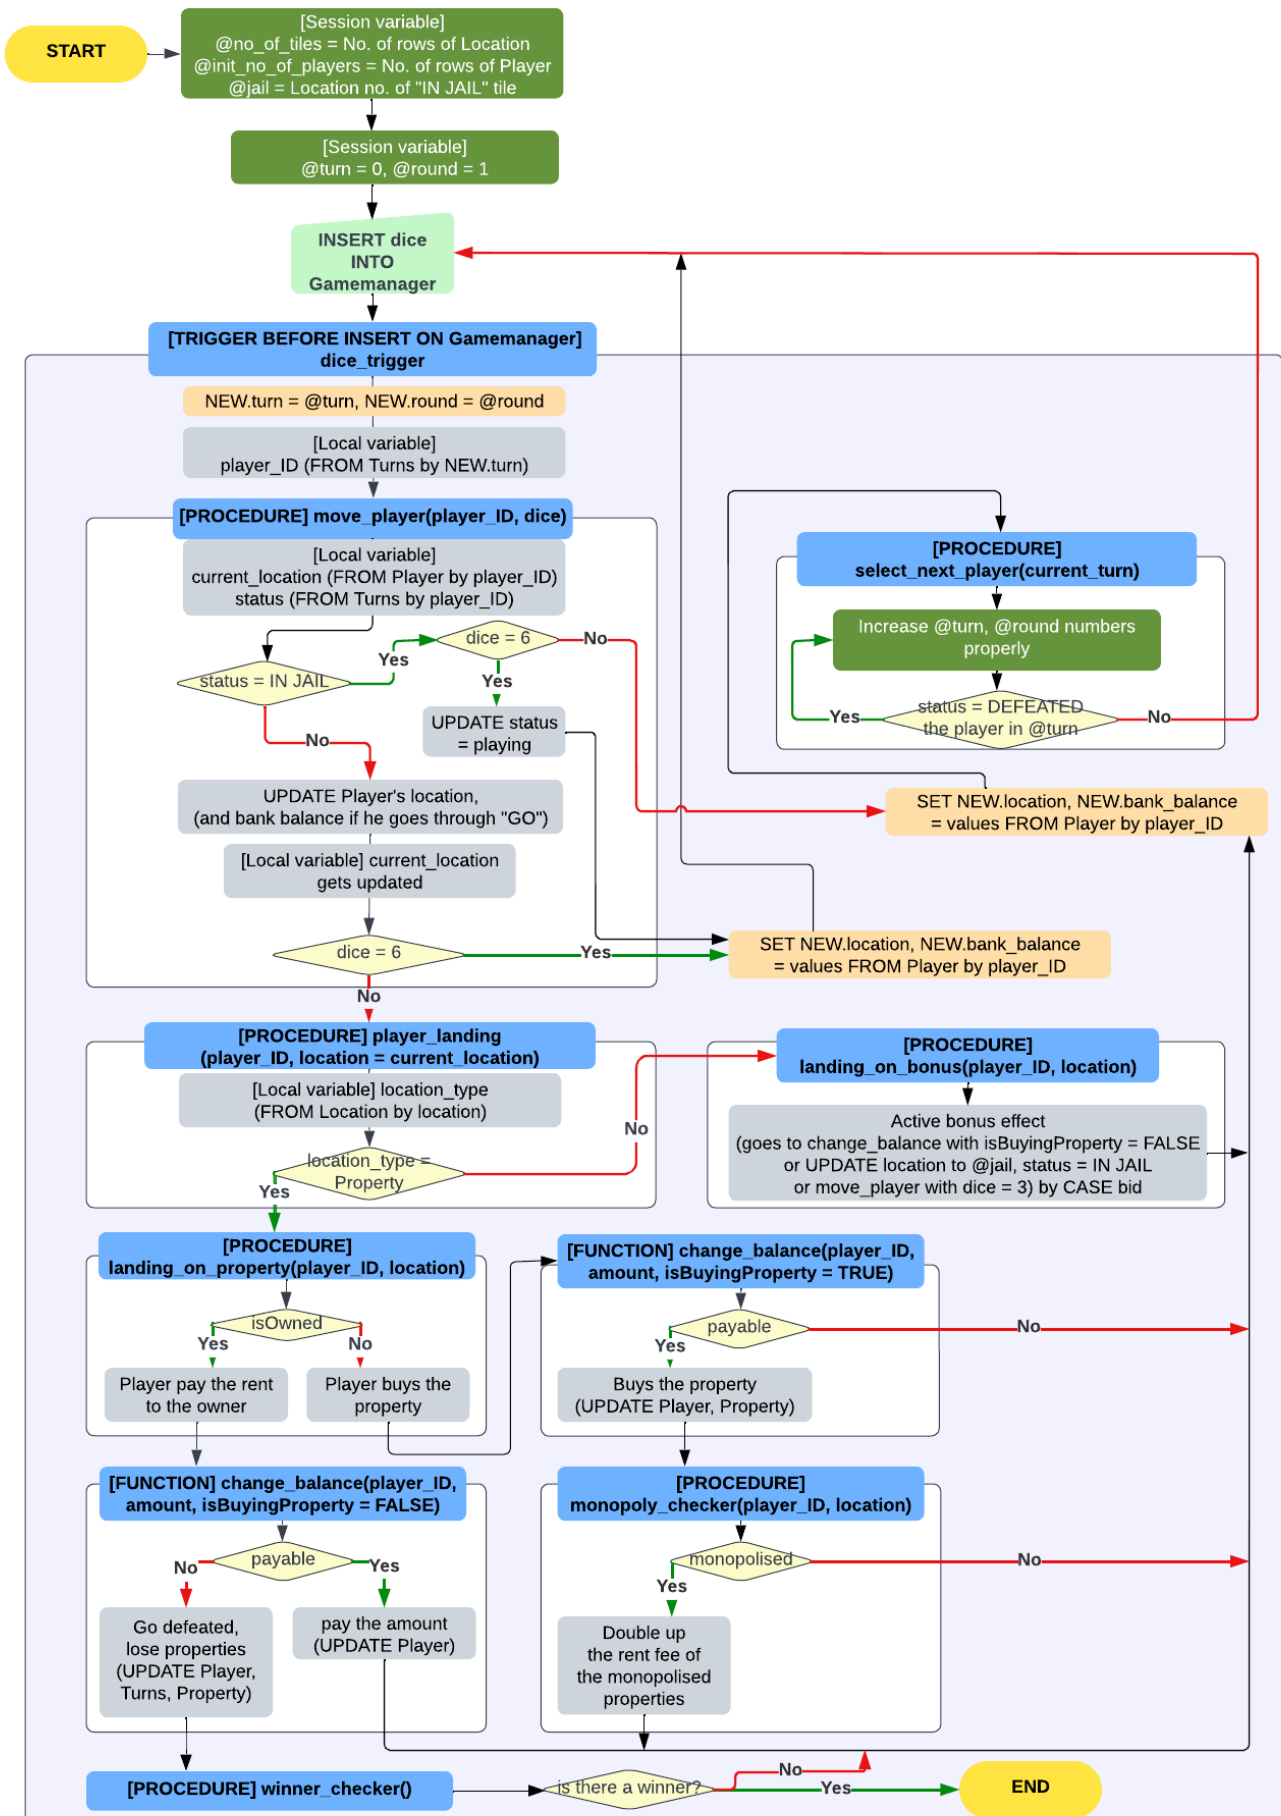 START
[Session variable]
@no_of_tiles = No. of rows of Location
@init_no_of_players = No. of rows of Player
@jail = Location no. of "IN JAIL" tile
[Session variable]
@turn = 0, @round = 1
INSERT dice
INTO
Gamemanager
[TRIGGER BEFORE INSERT ON Gamemanager]
dice_trigger
NEW.turn = @turn, NEW.round = @round
[Local variable]
player_ID (FROM Turns by NEW.turn)
[PROCEDURE] move_player(player_ID, dice)
[Local variable]
current_location (FROM Player by player_ID)
status (FROM Turns by player_ID)
status = IN JAIL
Yes
dice = 6
No
Yes
UPDATE status
= playing
No
UPDATE Player's location,
(and bank balance if he goes through "GO")
[Local variable] current_location
gets updated
dice = 6
Yes
No
[PROCEDURE]
select_next_player(current_turn)
Increase @turn, @round numbers
properly
status = DEFEATED
the player in @turn
Yes
No
SET NEW.location, NEW.bank_balance
= values FROM Player by player_ID
SET NEW.location, NEW.bank_balance
= values FROM Player by player_ID
[PROCEDURE] player_landing
(player_ID, location = current_location)
[Local variable] location_type
(FROM Location by location)
location_type =
Property
No
Yes
[PROCEDURE]
landing_on_bonus(player_ID, location)
Active bonus effect
(goes to change_balance with isBuyingProperty = FALSE
or UPDATE location to @jail, status = IN JAIL
or move_player with dice = 3) by CASE bid
[PROCEDURE]
landing_on_property(player_ID, location)
isOwned
Yes
No
Player pay the rent
to the owner
Player buys the
property
[FUNCTION] change_balance(player_ID,
amount, isBuyingProperty = TRUE)
payable
No
Yes
Buys the property
(UPDATE Player, Property)
[FUNCTION] change_balance(player_ID,
amount, isBuyingProperty = FALSE)
payable
No
Yes
Go defeated,
lose properties
(UPDATE Player,
Turns, Property)
pay the amount
(UPDATE Player)
[PROCEDURE]
monopoly_checker(player_ID, location)
monopolised
No
Yes
Double up
the rent fee of
the monopolised
properties
[PROCEDURE] winner_checker()
is there a winner?
No
Yes
END